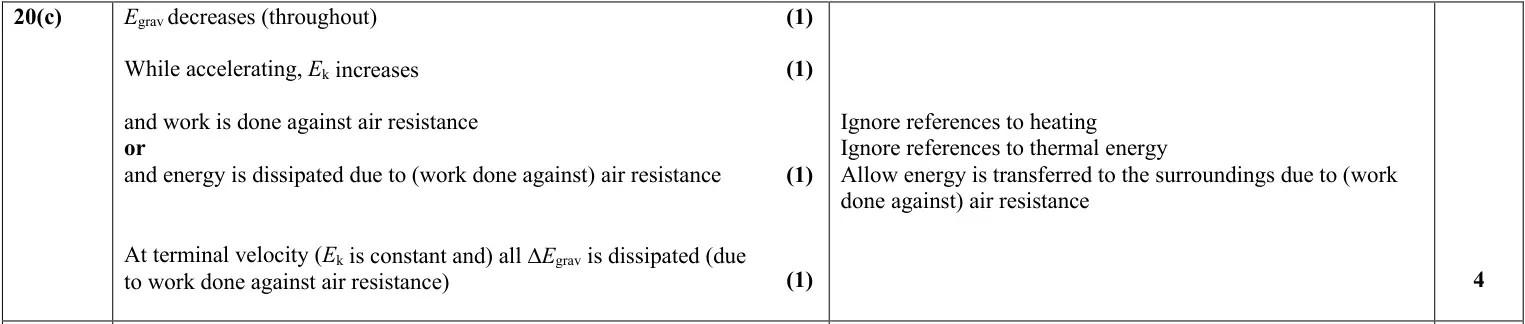 20(c) Egrav decreases (throughout) (1)
While accelerating, Ek increases (1)
and work is done against air resistance
or
and energy is dissipated due to (work done against) air resistance (1)
Ignore references to heating
Ignore references to thermal energy
Allow energy is transferred to the surroundings due to (work
done against) air resistance
At terminal velocity (Ek is constant and) all ΔEgrav is dissipated (due
to work done against air resistance) (1)
4